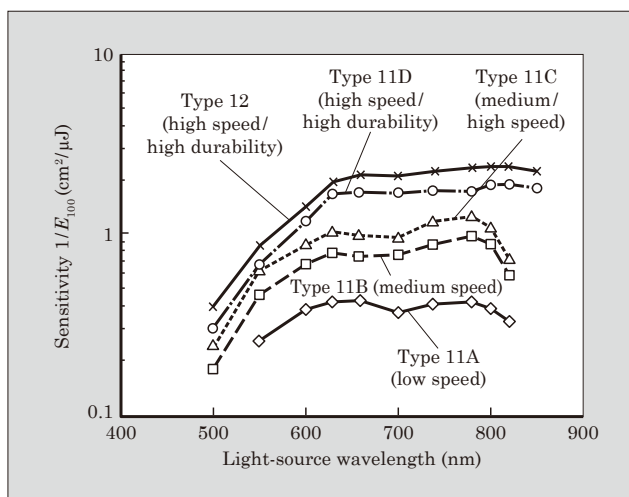 10
1
0.1
Sensitivity 1/E100 (cm²/μJ)
Type 12
(high speed/
high durability)
Type 11D
(high speed/
high durability)
Type 11C
(medium/
high speed)
Type 11B (medium speed)
Type 11A
(low speed)
400 500 600 700 800 900
Light-source wavelength (nm)